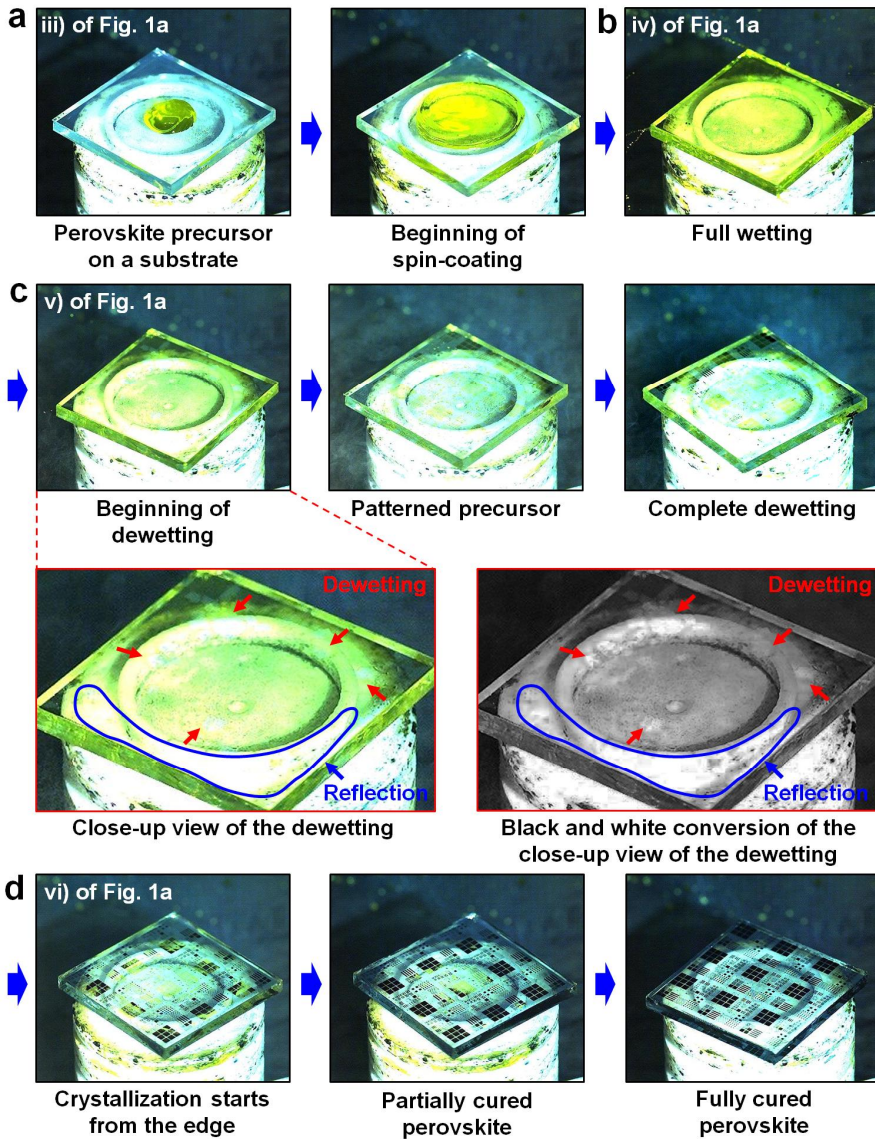 a
iii) of Fig. 1a
b
iv) of Fig. 1a
Perovskite precursor
on a substrate
Beginning of
spin-coating
Full wetting
c
v) of Fig. 1a
Beginning of
dewetting
Patterned precursor
Complete dewetting
Dewetting
Reflection
Close-up view of the dewetting
Dewetting
Reflection
Black and white conversion of the
close-up view of the dewetting
d
vi) of Fig. 1a
Crystallization starts
from the edge
Partially cured
perovskite
Fully cured
perovskite